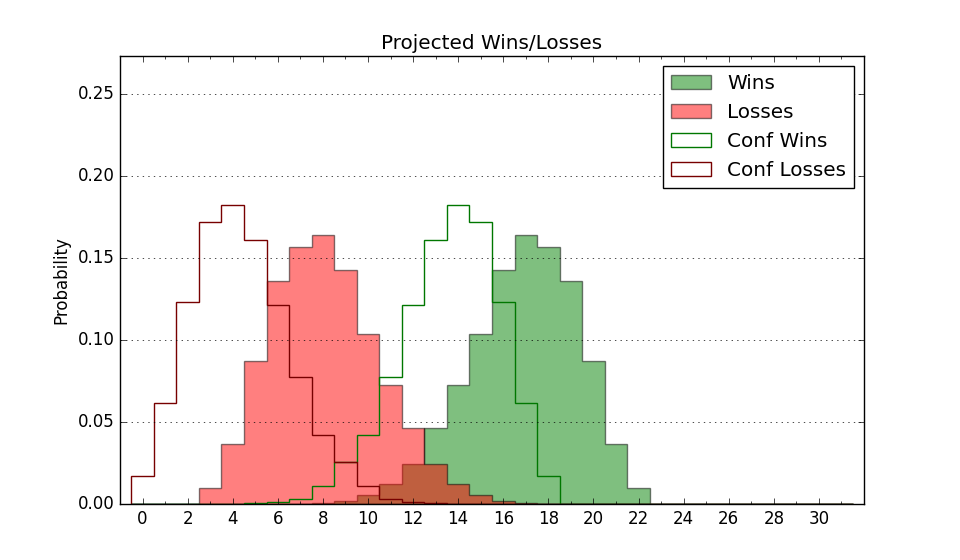 Projected Wins/Losses
Wins
Losses
Conf Wins
Conf Losses
Probability
0.25
0.20
0.15
0.10
0.05
0.00
0 2 4 6 8 10 12 14 16 18 20 22 24 26 28 30